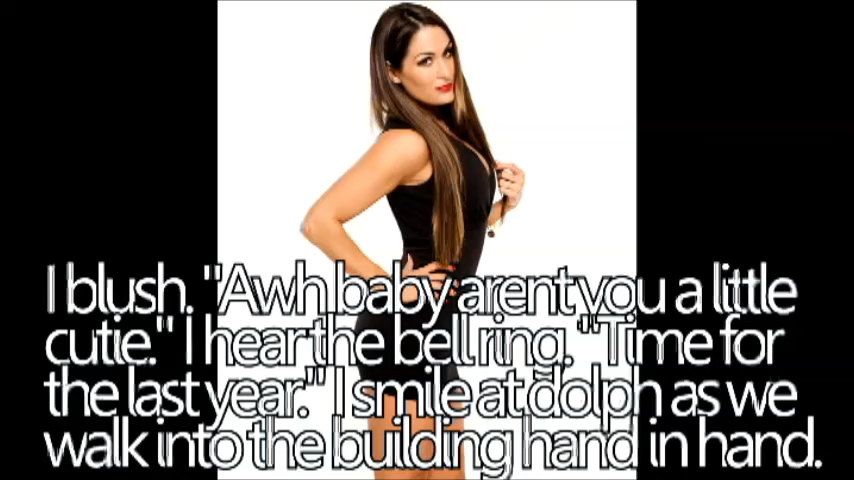 I blush. "Awh baby arent you a little
cutie." I hear the bell ring. "Time for
the last year." I smile at dolph as we
walk into the building hand in hand.